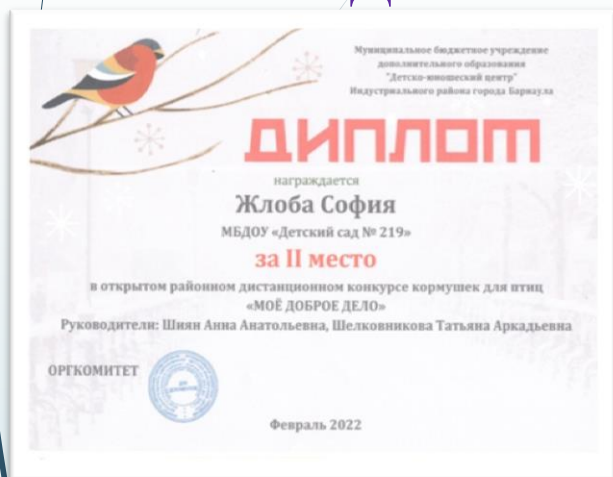 Муниципальное бюджетное учреждение
дополнительного образования
"Детско-юношеский центр"
Индустриального района города Барнаула
ДИПЛОМ
награждается
Жлоба София
МБДОУ «Детский сад № 219»
за II место
в открытом районном дистанционном конкурсе кормушек для птиц
«МОЁ ДОБРОЕ ДЕЛО»
Руководители: Шиян Анна Анатольевна, Шелковникова Татьяна Аркадьевна
ОРГКОМИТЕТ
Февраль 2022